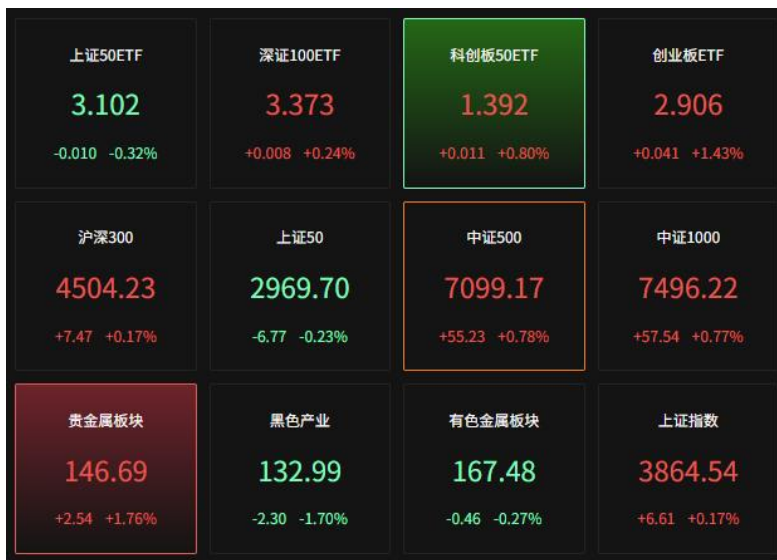 上证50ETF 深证100ETF 科创板50ETF 创业板ETF
3.102 3.373 1.392 2.906
-0.010 -0.32% +0.008 +0.24% +0.011 +0.80% +0.041 +1.43%
沪深300 上证50 中证500 中证1000
4504.23 2969.70 7099.17 7496.22
+7.47 +0.17% -6.77 -0.23% +55.23 +0.78% +57.54 +0.77%
贵金属板块 黑色产业 有色金属板块 上证指数
146.69 132.99 167.48 3864.54
+2.54 +1.76% -2.30 -1.70% -0.46 -0.27% +6.61 +0.17%